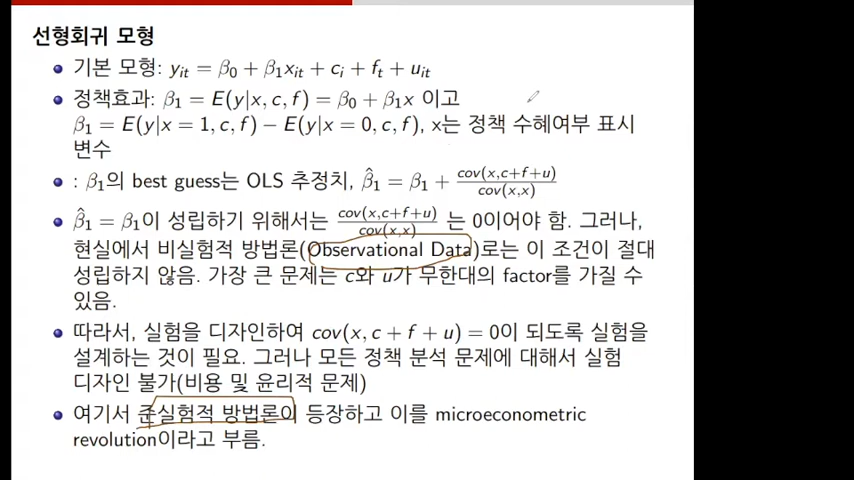 선형회귀 모형
기본 모형: y_{it} = β_0 + β_1x_{it} + c_i + f_t + u_{it}
정책효과: β_1 = E(y|x, c, f) = β_0 + β_1x 이고
β_1 = E(y|x = 1, c, f) − E(y|x = 0, c, f), x는 정책 수혜여부 표시
변수
: β_1의 best guess는 OLS 추정치, β̂_1 = β_1 + cov(x,c+f+u)/cov(x,x)
β̂_1 = β_1이 성립하기 위해서는 cov(x,c+f+u)/cov(x,x) 는 0이어야 함. 그러나,
현실에서 비실험적 방법론(Observational Data)로는 이 조건이 절대
성립하지 않음. 가장 큰 문제는 c와 u가 무한대의 factor를 가질 수
있음.
따라서, 실험을 디자인하여 cov(x, c + f + u) = 0이 되도록 실험을
설계하는 것이 필요. 그러나 모든 정책 분석 문제에 대해서 실험
디자인 불가(비용 및 윤리적 문제)
여기서 준실험적 방법론이 등장하고 이를 microeconometric
revolution이라고 부름.